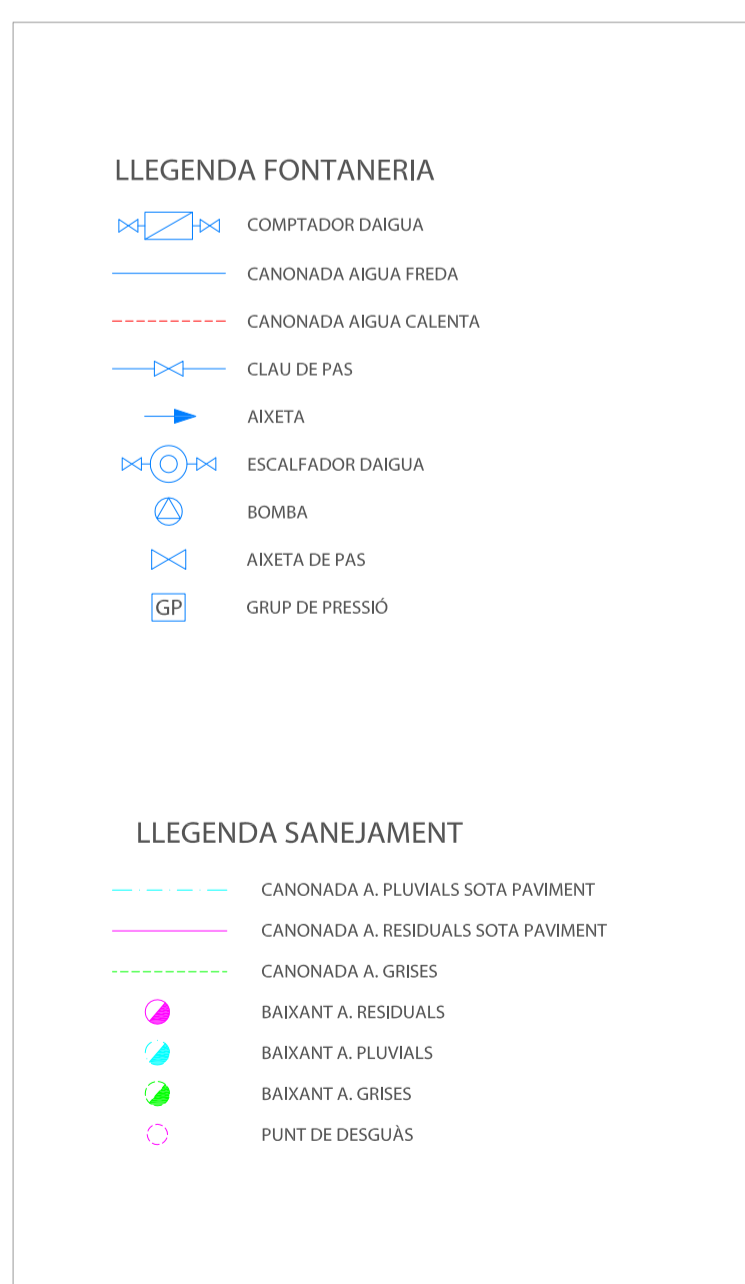 LLEGENDA FONTANERIA
COMPTADOR DAIGUA
CANONADA AIGUA FREDA
CANONADA AIGUA CALENTA
CLAU DE PAS
AIXETA
ESCALFADOR DAIGUA
BOMBA
AIXETA DE PAS
GP GRUP DE PRESSIÓ
LLEGENDA SANEJAMENT
CANONADA A. PLUVIALS SOTA PAVIMENT
CANONADA A. RESIDUALS SOTA PAVIMENT
CANONADA A. GRISES
BAIXANT A. RESIDUALS
BAIXANT A. PLUVIALS
BAIXANT A. GRISES
PUNT DE DESGUÀS